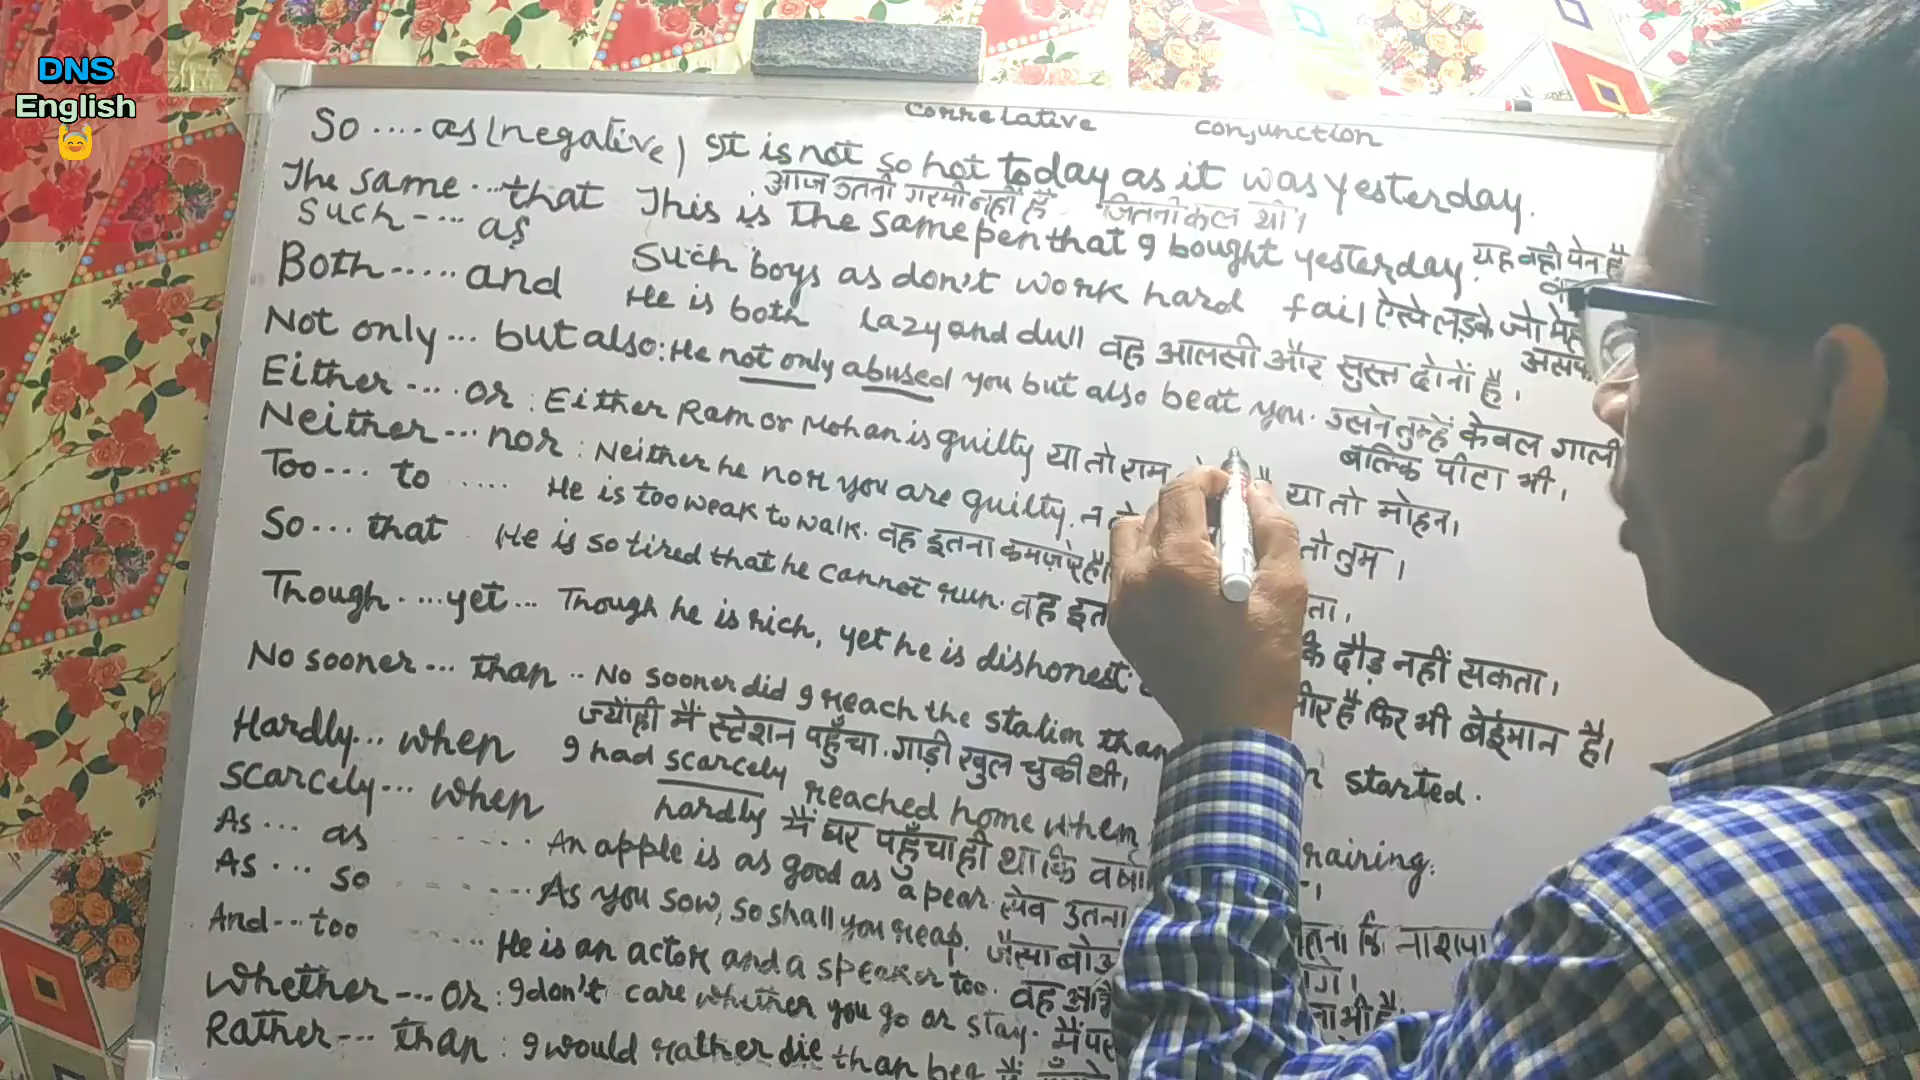 DNS
English
Correlative Conjunction
So .... as (negative) It is not so hot today as it was yesterday.
आज उतनी गरमी नहीं है जितनी कल थी।
The same ... that This is the same pen that I bought yesterday. यह वही पेन है
Such .... as Such boys as don't work hard fail ऐसे लड़के जो
Both ..... and He is both lazy and dull वह आलसी और सुस्त दोनों है।
Not only ... but also : He not only abused you but also beat you. उसने तुम्हें केवल गाली
बल्कि पीटा भी।
Either .... or : Either Ram or Mohan is guilty या तो राम है या तो मोहन।
Neither ... nor : Neither he nor you are guilty. न तो तुम।
Too ... to ..... He is too weak to walk. वह इतना कमज़ोर है
So ... that He is so tired that he cannot run. वह के दौड़ नहीं सकता।
Though ....yet... Though he is rich, yet he is dishonest. है फिर भी बेईमान है।
No sooner ... than .. No sooner did I reach the station than started.
ज्योंही मैं स्टेशन पहुँचा. गाड़ी खुल चुकी थी।
Hardly... when I had scarcely reached home when raining.
Scarcely... when hardly मैं घर पहुँचा ही था कि
As ... as ..... An apple is as good as a pear. सेव उतना कि
As ... so ...... As you sow, so shall you reap. जैसा
And ... too ..... He is an actor and a speaker too. वह भी है
Whether .... or : I don't care whether you go or stay. मैं
Rather ... than : I would rather die than beg मैं